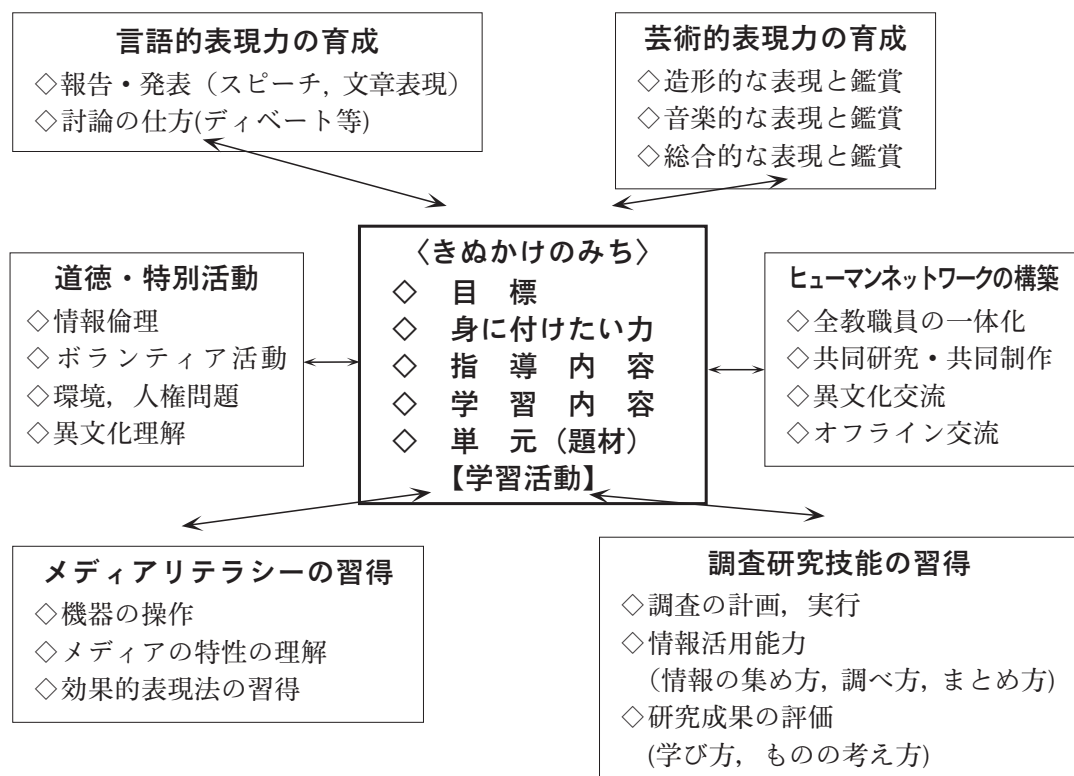 言語的表現力の育成
◇報告・発表（スピーチ, 文章表現）
◇討論の仕方(ディベート等)
芸術的表現力の育成
◇造形的な表現と鑑賞
◇音楽的な表現と鑑賞
◇総合的な表現と鑑賞
道徳・特別活動
◇情報倫理
◇ボランティア活動
◇環境，人権問題
◇異文化理解
〈きぬかけのみち〉
◇ 目 標
◇ 身に付けたい力
◇ 指 導 内 容
◇ 学 習 内 容
◇ 単 元（題材）
【学習活動】
ヒューマンネットワークの構築
◇全教職員の一体化
◇共同研究・共同制作
◇異文化交流
◇オフライン交流
メディアリテラシーの習得
◇機器の操作
◇メディアの特性の理解
◇効果的表現法の習得
調査研究技能の習得
◇調査の計画，実行
◇情報活用能力
（情報の集め方, 調べ方, まとめ方)
◇研究成果の評価
(学び方，ものの考え方)